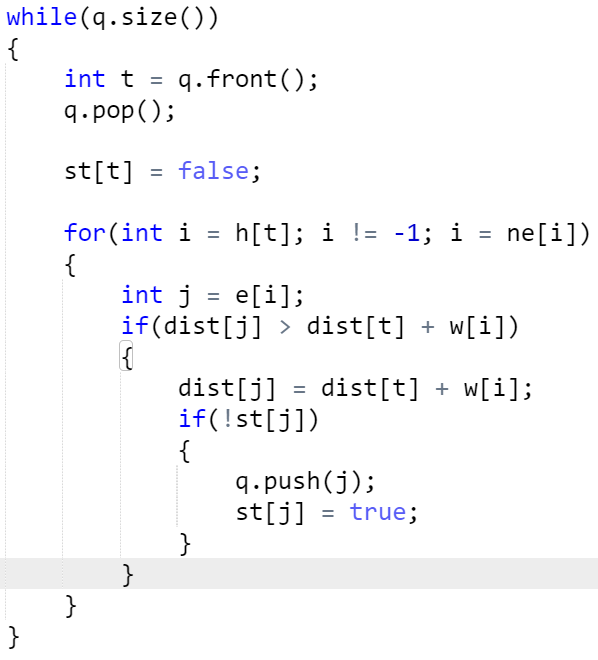 while(q.size())
{
    int t = q.front();
    q.pop();

    st[t] = false;

    for(int i = h[t]; i != -1; i = ne[i])
    {
        int j = e[i];
        if(dist[j] > dist[t] + w[i])
        {
            dist[j] = dist[t] + w[i];
            if(!st[j])
            {
                q.push(j);
                st[j] = true;
            }
        }
    }
}